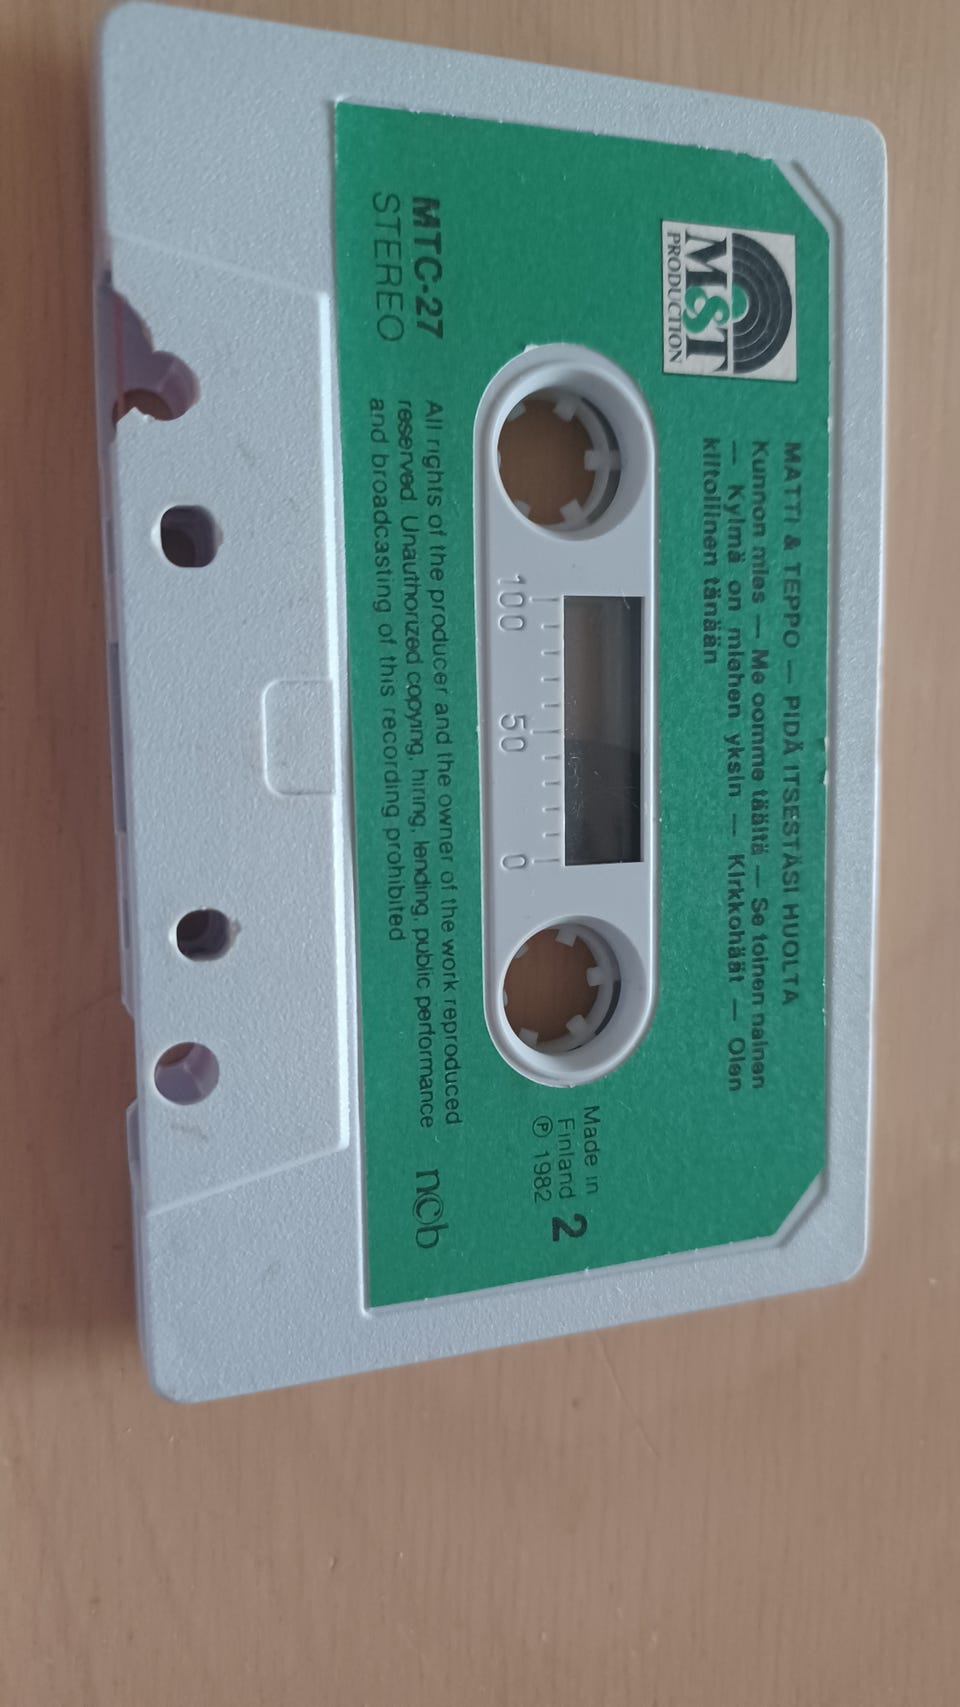 M&T
PRODUCTION
MATTI & TEPPO — PIDÄ ITSESTÄSI HUOLTA
Kunnon mies — Me oomme täältä — Se toinen nainen
— Kylmä on miehen yksin — Kirkkohäät — Olen
kiitollinen tänään
100 50 0
Made in
Finland
Ⓟ 1982
2
MTC-27
STEREO
All rights of the producer and the owner of the work reproduced
reserved. Unauthorized copying, hiring, lending, public performance
and broadcasting of this recording prohibited
n©b